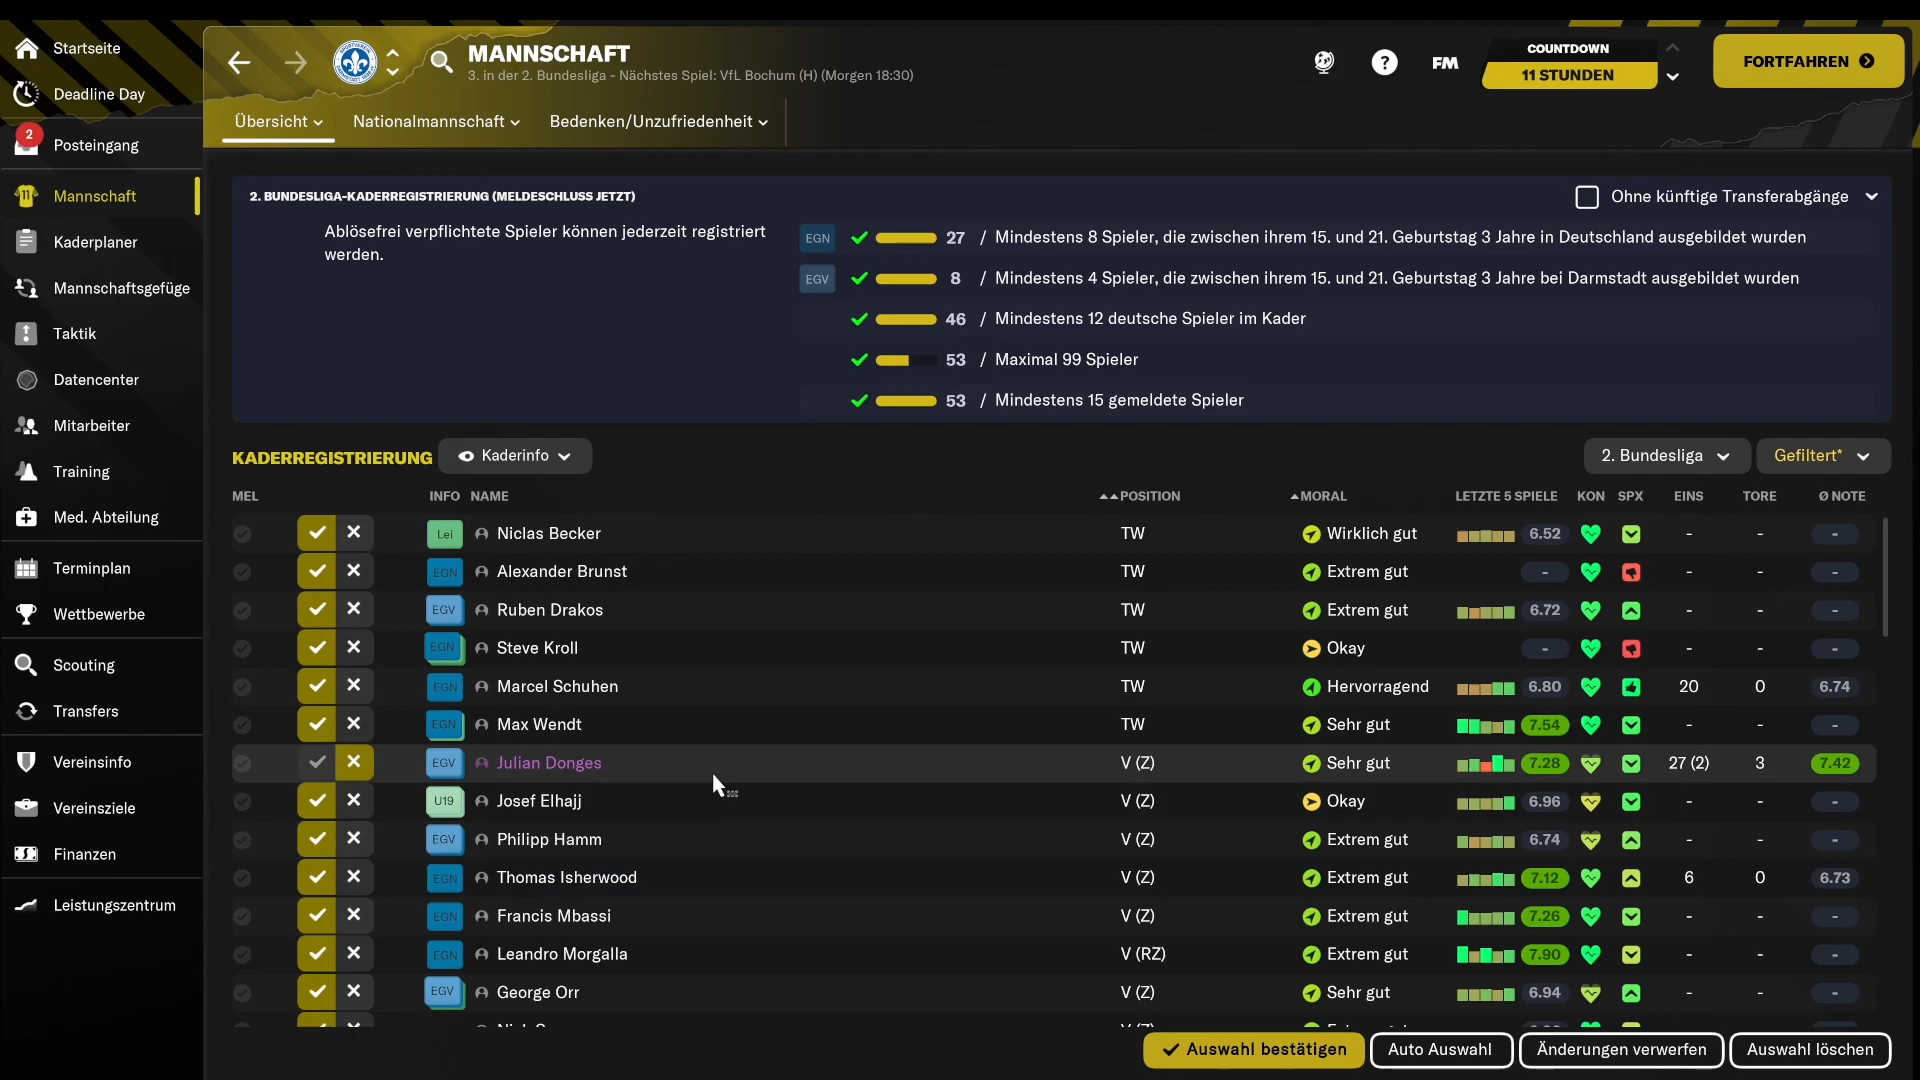 Startseite
Deadline Day
2
Posteingang
11
Mannschaft
Kaderplaner
Mannschaftsgefüge
Taktik
Datencenter
Mitarbeiter
Training
Med. Abteilung
Terminplan
Wettbewerbe
Scouting
Transfers
Vereinsinfo
Vereinsziele
Finanzen
Leistungszentrum
MANNSCHAFT
3. in der 2. Bundesliga - Nächstes Spiel: VfL Bochum (H) (Morgen 18:30)
? FM
COUNTDOWN
11 STUNDEN
FORTFAHREN
Übersicht Nationalmannschaft Bedenken/Unzufriedenheit
2. BUNDESLIGA-KADERREGISTRIERUNG (MELDESCHLUSS JETZT)
Ohne künftige Transferabgänge
Ablösefrei verpflichtete Spieler können jederzeit registriert
werden.
EGN 27 / Mindestens 8 Spieler, die zwischen ihrem 15. und 21. Geburtstag 3 Jahre in Deutschland ausgebildet wurden
EGV 8 / Mindestens 4 Spieler, die zwischen ihrem 15. und 21. Geburtstag 3 Jahre bei Darmstadt ausgebildet wurden
46 / Mindestens 12 deutsche Spieler im Kader
53 / Maximal 99 Spieler
53 / Mindestens 15 gemeldete Spieler
KADERREGISTRIERUNG Kaderinfo 2. Bundesliga Gefiltert*
MEL INFO NAME POSITION MORAL LETZTE 5 SPIELE KON SPX EINS TORE Ø NOTE
Lei Niclas Becker TW Wirklich gut 6.52 - - -
EGN Alexander Brunst TW Extrem gut - - - -
EGV Ruben Drakos TW Extrem gut 6.72 - - -
EGN Steve Kroll TW Okay - - - -
EGN Marcel Schuhen TW Hervorragend 6.80 20 0 6.74
EGN Max Wendt TW Sehr gut 7.54 - - -
EGV Julian Donges V (Z) Sehr gut 7.28 27 (2) 3 7.42
U19 Josef Elhajj V (Z) Okay 6.96 - - -
EGV Philipp Hamm V (Z) Extrem gut 6.74 - - -
EGN Thomas Isherwood V (Z) Extrem gut 7.12 6 0 6.73
EGN Francis Mbassi V (Z) Extrem gut 7.26 - - -
EGN Leandro Morgalla V (RZ) Extrem gut 7.90 - - -
EGV George Orr V (Z) Sehr gut 6.94 - - -
Auswahl bestätigen Auto Auswahl Änderungen verwerfen Auswahl löschen